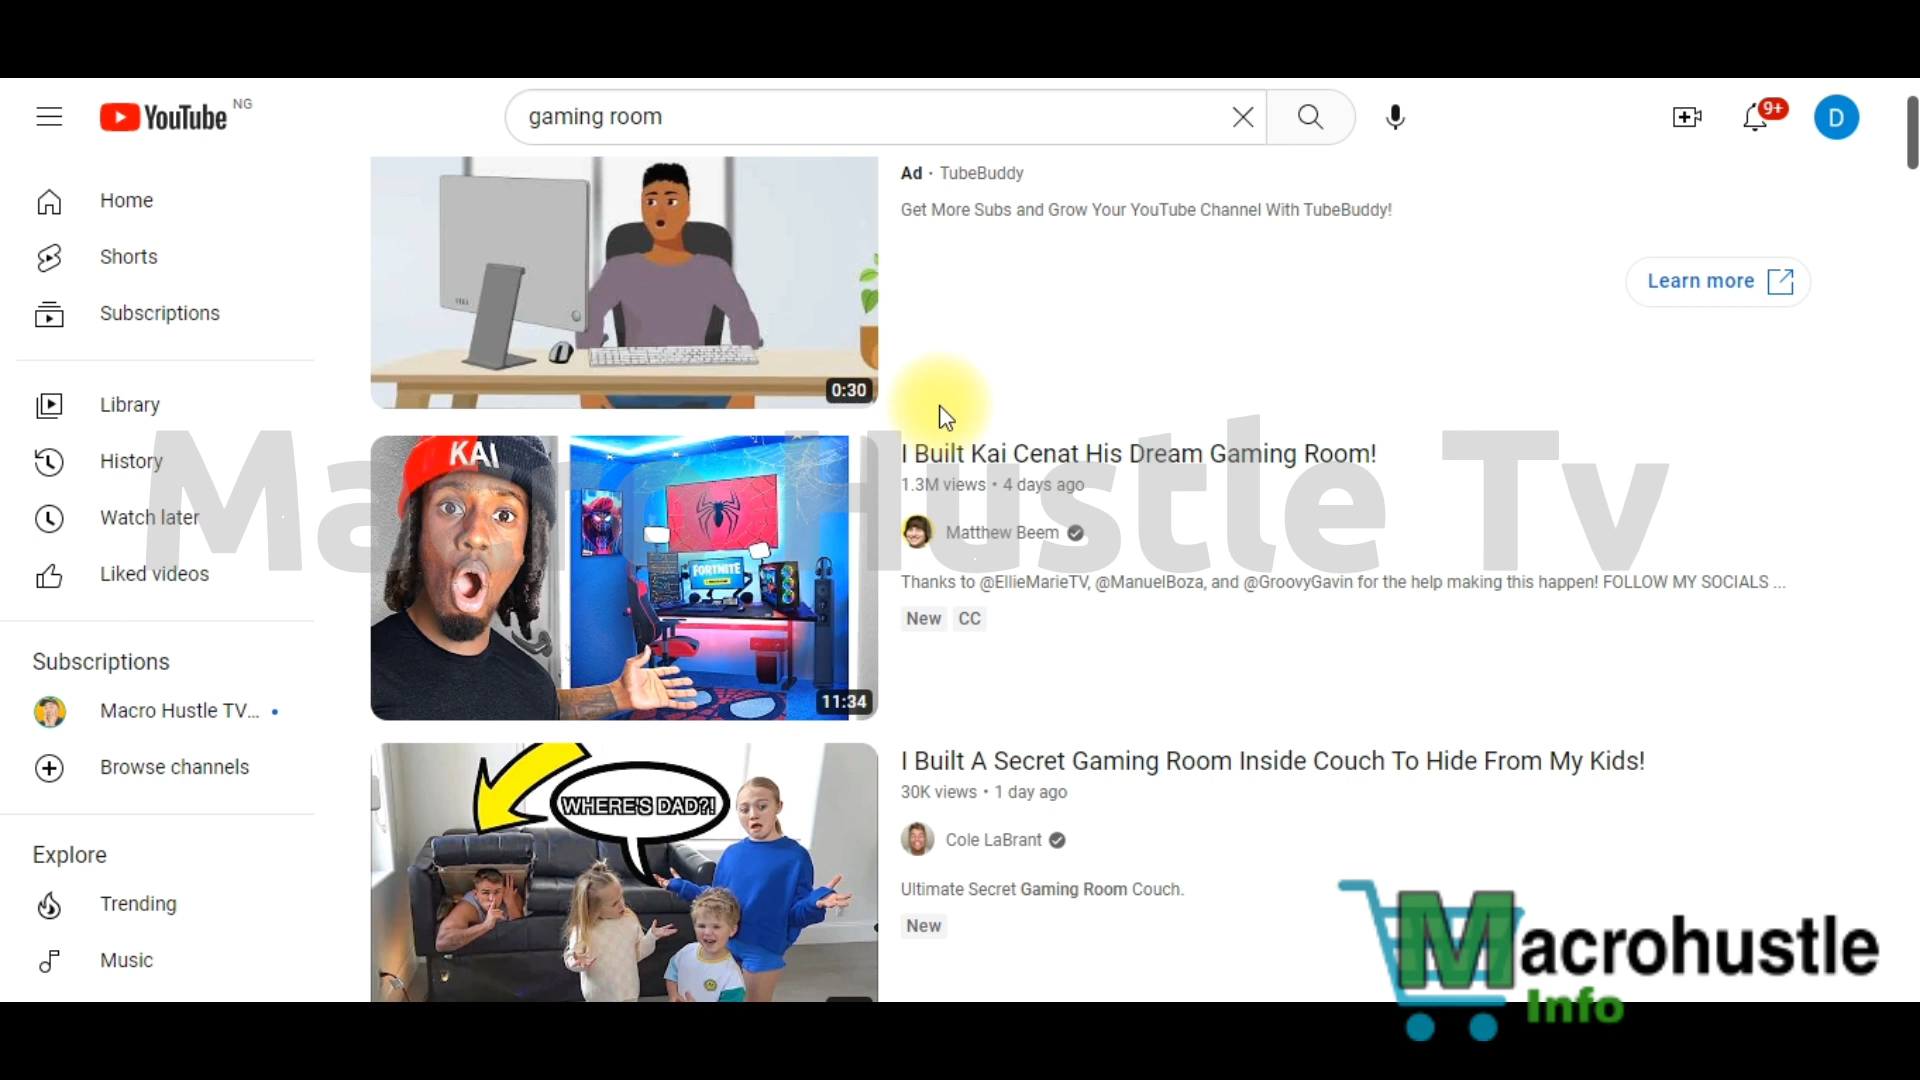 YouTube NG
gaming room
9+
D
Home
Shorts
Subscriptions
Library
History
Watch later
Liked videos
Subscriptions
Macro Hustle TV...
Browse channels
Explore
Trending
Music
0:30
Ad · TubeBuddy
Get More Subs and Grow Your YouTube Channel With TubeBuddy!
Learn more
KAI
FORTNITE
11:34
I Built Kai Cenat His Dream Gaming Room!
1.3M views • 4 days ago
Matthew Beem
Thanks to @EllieMarieTV, @ManuelBoza, and @GroovyGavin for the help making this happen! FOLLOW MY SOCIALS ...
New CC
WHERE'S DAD?!
I Built A Secret Gaming Room Inside Couch To Hide From My Kids!
30K views • 1 day ago
Cole LaBrant
Ultimate Secret Gaming Room Couch.
New
Macro Hustle Tv
Macrohustle
Info